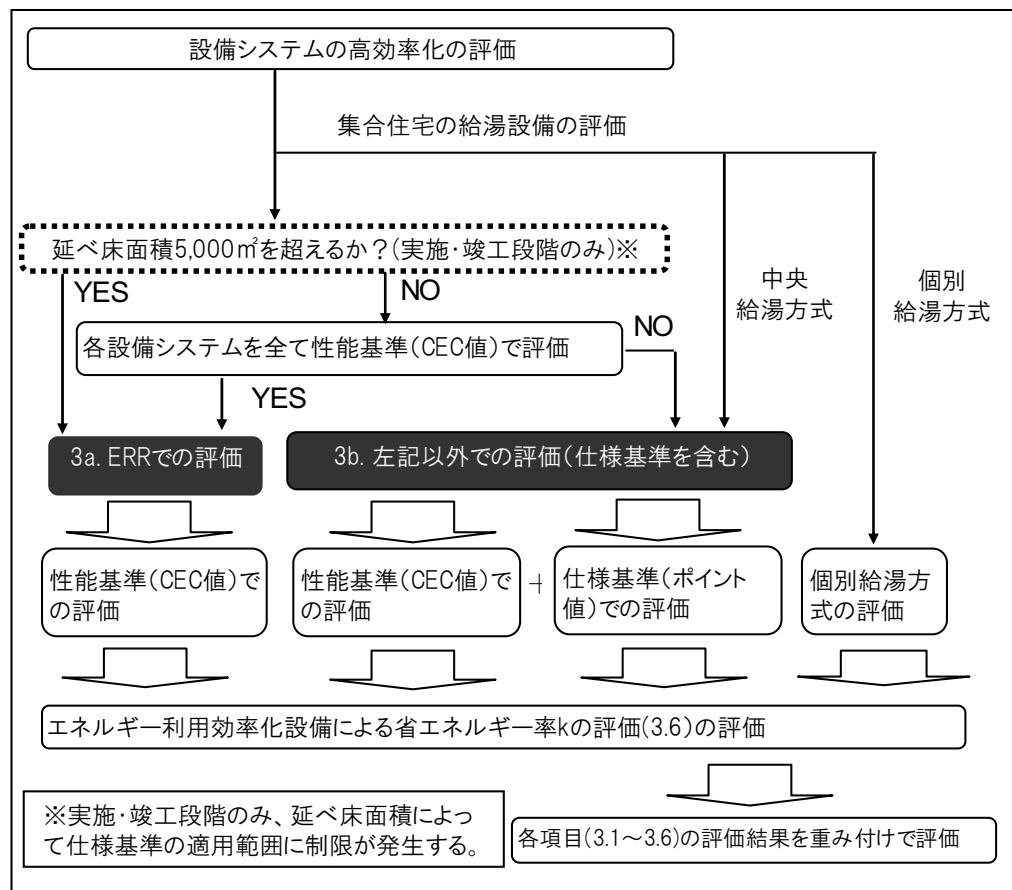 設備システムの高効率化の評価
集合住宅の給湯設備の評価
延べ床面積5,000㎡を超えるか？(実施・竣工段階のみ)※
YES
NO
中央
給湯方式
個別
給湯方式
各設備システムを全て性能基準(CEC値)で評価
NO
YES
3a. ERRでの評価
3b. 左記以外での評価(仕様基準を含む)
性能基準(CEC値)で
の評価
性能基準(CEC値)で
の評価
+
仕様基準(ポイント
値)での評価
個別給湯方
式の評価
エネルギー利用効率化設備による省エネルギー率kの評価(3.6)の評価
※実施・竣工段階のみ、延べ床面積によっ
て仕様基準の適用範囲に制限が発生する。
各項目(3.1～3.6)の評価結果を重み付けで評価